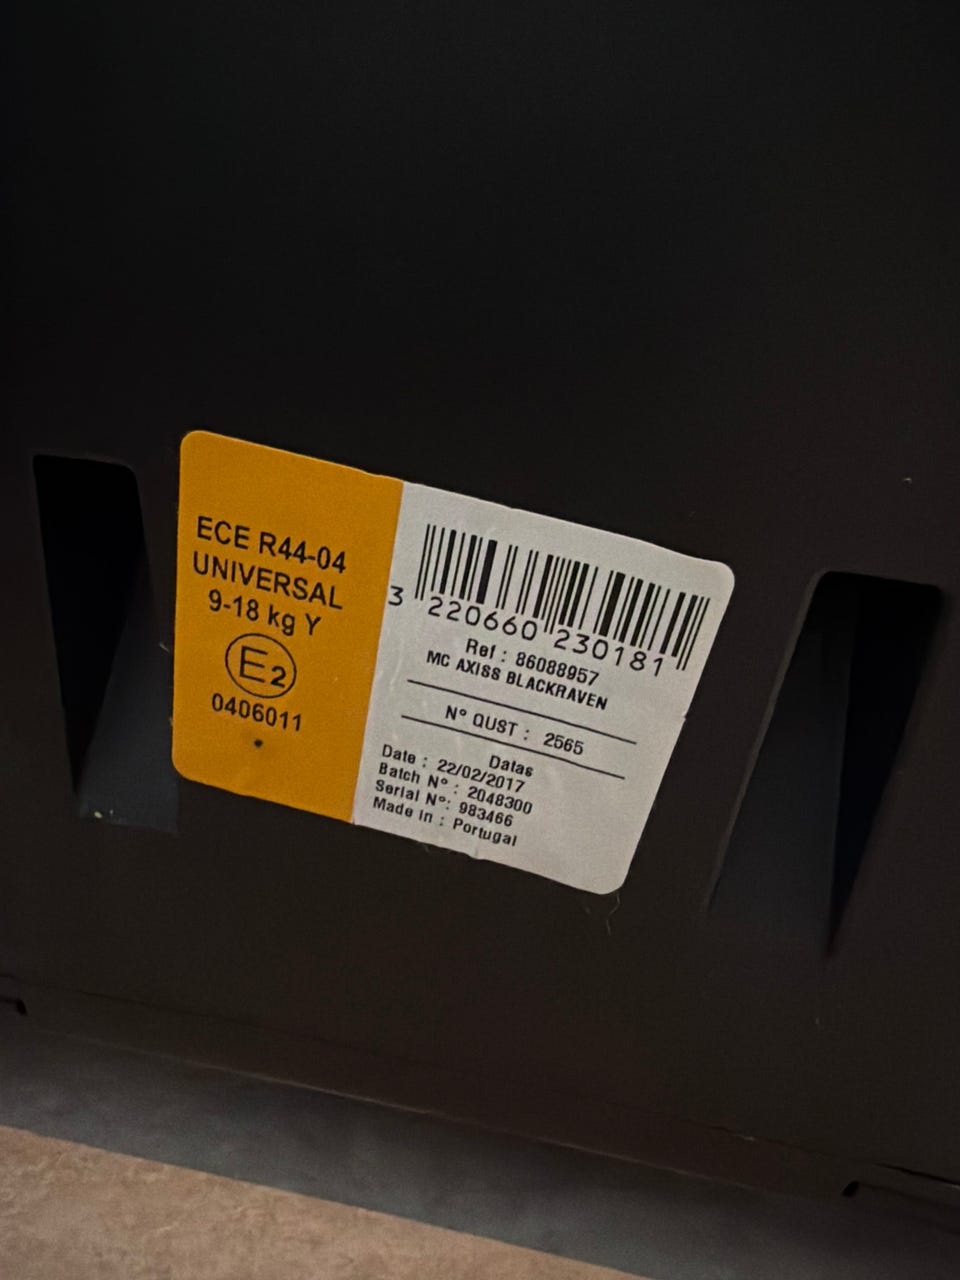 ECE R44-04
UNIVERSAL
9-18 kg Y
E2
0406011
3 220660 230181
Ref : 86088957
MC AXISS BLACKRAVEN
N° QUST : 2565
Datas
Date : 22/02/2017
Batch N° : 2048300
Serial N°: 983466
Made in : Portugal